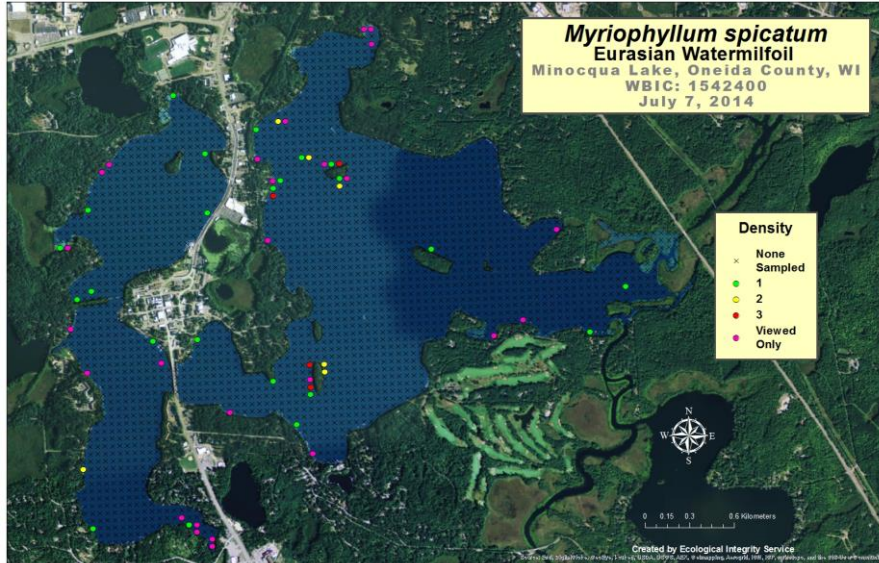 Myriophyllum spicatum
Eurasian Watermilfoil
Minocqua Lake, Oneida County, WI
WBIC: 1542400
July 7, 2014
Density
None
Sampled
1
2
3
Viewed
Only
N
W E
S
0 0.15 0.3 0.6 Kilometers
Created by Ecological Integrity Service